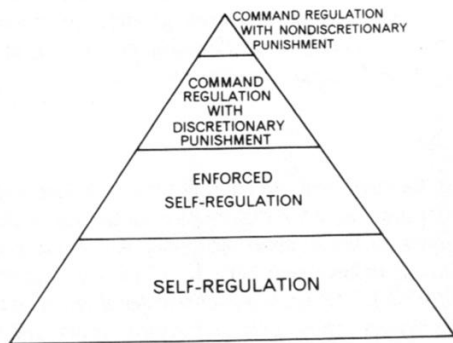 COMMAND REGULATION
WITH NONDISCRETIONARY
PUNISHMENT
COMMAND
REGULATION
WITH
DISCRETIONARY
PUNISHMENT
ENFORCED
SELF-REGULATION
SELF-REGULATION